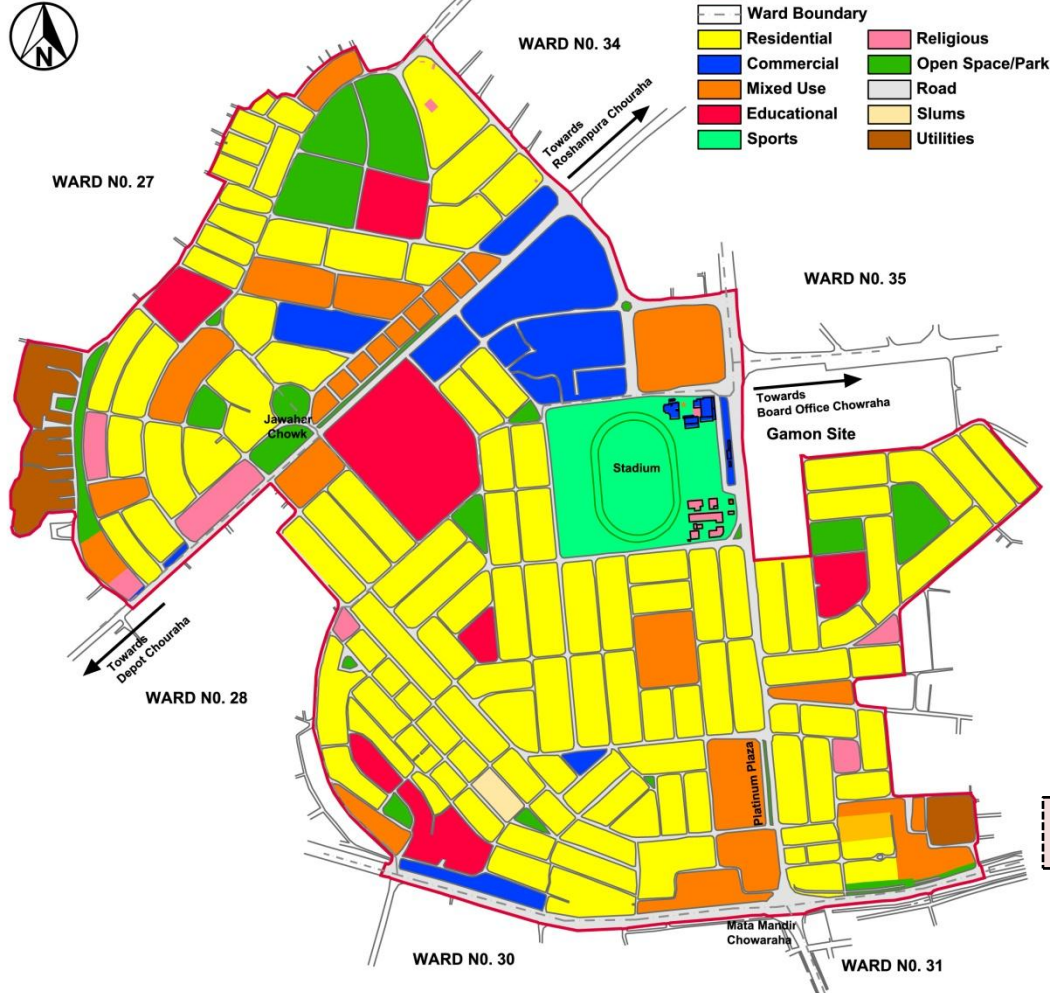 N
WARD N0. 34
Ward Boundary
Residential
Commercial
Mixed Use
Educational
Sports
Religious
Open Space/Park
Road
Slums
Utilities
Towards
Roshanpura Chouraha
WARD N0. 27
WARD N0. 35
Towards
Board Office Chowraha
Gamon Site
Jawaher
Chowk
Stadium
Towards
Depot Chouraha
WARD N0. 28
Platinum Plaza
Mata Mandir
Chowaraha
WARD N0. 30
WARD N0. 31